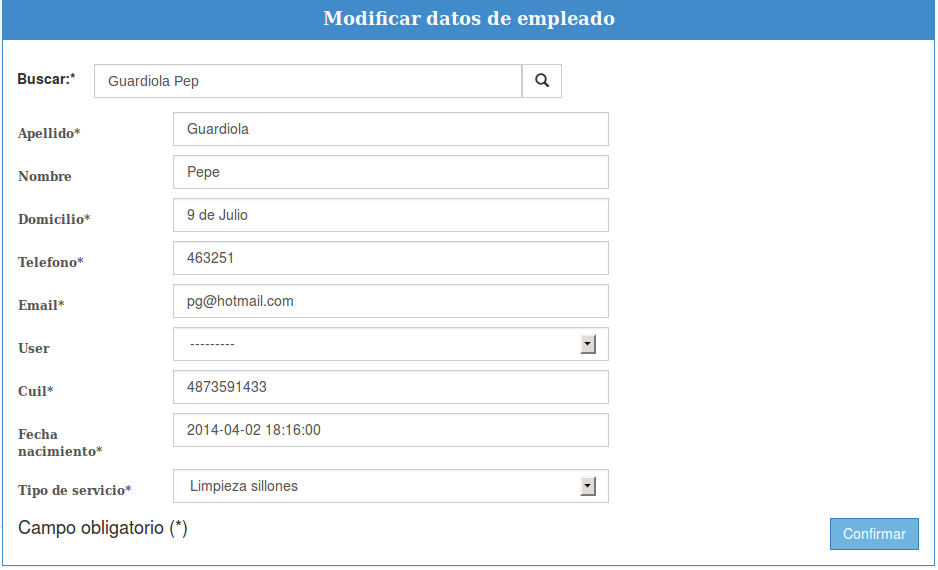 Modificar datos de empleado
Buscar:* Guardiola Pep
Apellido* Guardiola
Nombre Pepe
Domicilio* 9 de Julio
Telefono* 463251
Email* pg@hotmail.com
User ---------
Cuil* 4873591433
Fecha nacimiento* 2014-04-02 18:16:00
Tipo de servicio* Limpieza sillones
Campo obligatorio (*) Confirmar